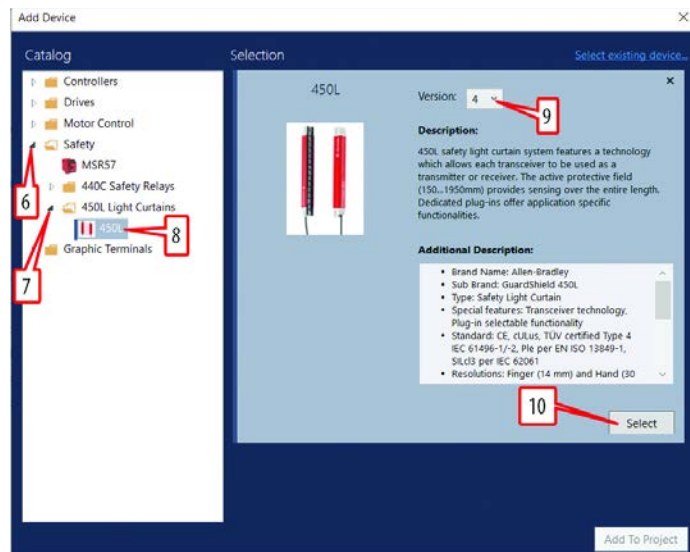 Add Device
Catalog
Selection
Select existing device...
Controllers
Drives
Motor Control
Safety
MSR57
440C Safety Relays
450L Light Curtains
450L
Graphic Terminals
6
7
8
450L
Version: 4
9
Description:
450L safety light curtain system features a technology
which allows each transceiver to be used as a
transmitter or receiver. The active protective field
(150...1950mm) provides sensing over the entire length.
Dedicated plug-ins offer application specific
functionalities.
Additional Description:
• Brand Name: Allen-Bradley
• Sub Brand: GuardShield 450L
• Type: Safety Light Curtain
• Special features: Transceiver technology,
Plug-in selectable functionality
• Standard: CE, cULus, TÜV certified Type 4
IEC 61496-1/-2, Ple per EN ISO 13849-1,
SILcl3 per IEC 62061
• Resolutions: Finger (14 mm) and Hand (30
10
Select
Add To Project